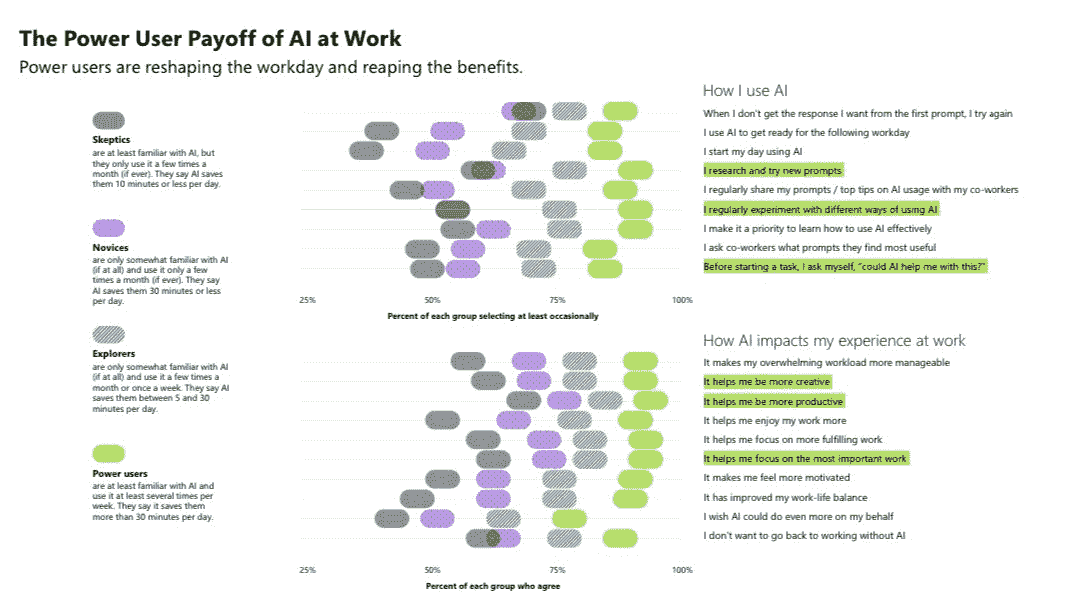 The Power User Payoff of AI at Work
Power users are reshaping the workday and reaping the benefits.
Skeptics
are at least familiar with AI, but
they only use it a few times a
month (if ever). They say AI saves
them 10 minutes or less per day.
Novices
are only somewhat familiar with AI
(if at all) and use it only a few
times a month (if ever). They say
AI saves them 30 minutes or less
per day.
Explorers
are only somewhat familiar with AI
(if at all) and use it a few times a
month or once a week. They say AI
saves them between 5 and 30
minutes per day.
Power users
are at least familiar with AI and
use it at least several times per
week. They say it saves them
more than 30 minutes per day.
How I use AI
When I don't get the response I want from the first prompt, I try again
I use AI to get ready for the following workday
I start my day using AI
I research and try new prompts
I regularly share my prompts / top tips on AI usage with my co-workers
I regularly experiment with different ways of using AI
I make it a priority to learn how to use AI effectively
I ask co-workers what prompts they find most useful
Before starting a task, I ask myself, "could AI help me with this?"
25% 50% 75% 100%
Percent of each group selecting at least occasionally
How AI impacts my experience at work
It makes my overwhelming workload more manageable
It helps me be more creative
It helps me be more productive
It helps me enjoy my work more
It helps me focus on more fulfilling work
It helps me focus on the most important work
It makes me feel more motivated
It has improved my work-life balance
I wish AI could do even more on my behalf
I don't want to go back to working without AI
25% 50% 75% 100%
Percent of each group who agree